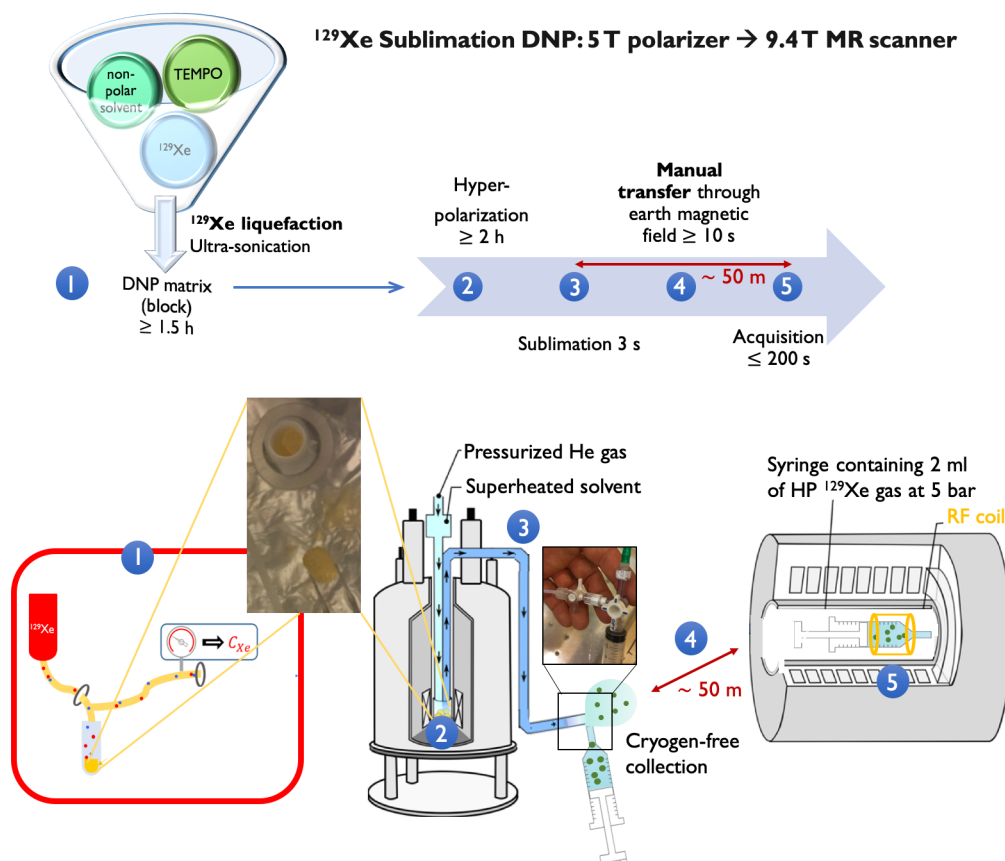 ¹²⁹Xe Sublimation DNP: 5 T polarizer → 9.4 T MR scanner
non-
polar
solvent
TEMPO
¹²⁹Xe
¹²⁹Xe liquefaction
Ultra-sonication
1
DNP matrix
(block)
≥ 1.5 h
Hyper-
polarization
≥ 2 h
Manual
transfer through
earth magnetic
field ≥ 10 s
2
3
4
~ 50 m
5
Sublimation 3 s
Acquisition
≤ 200 s
1
¹²⁹Xe
⇒ C_Xe
Pressurized He gas
Superheated solvent
3
2
Cryogen-free
collection
4
~ 50 m
Syringe containing 2 ml
of HP ¹²⁹Xe gas at 5 bar
RF coil
5